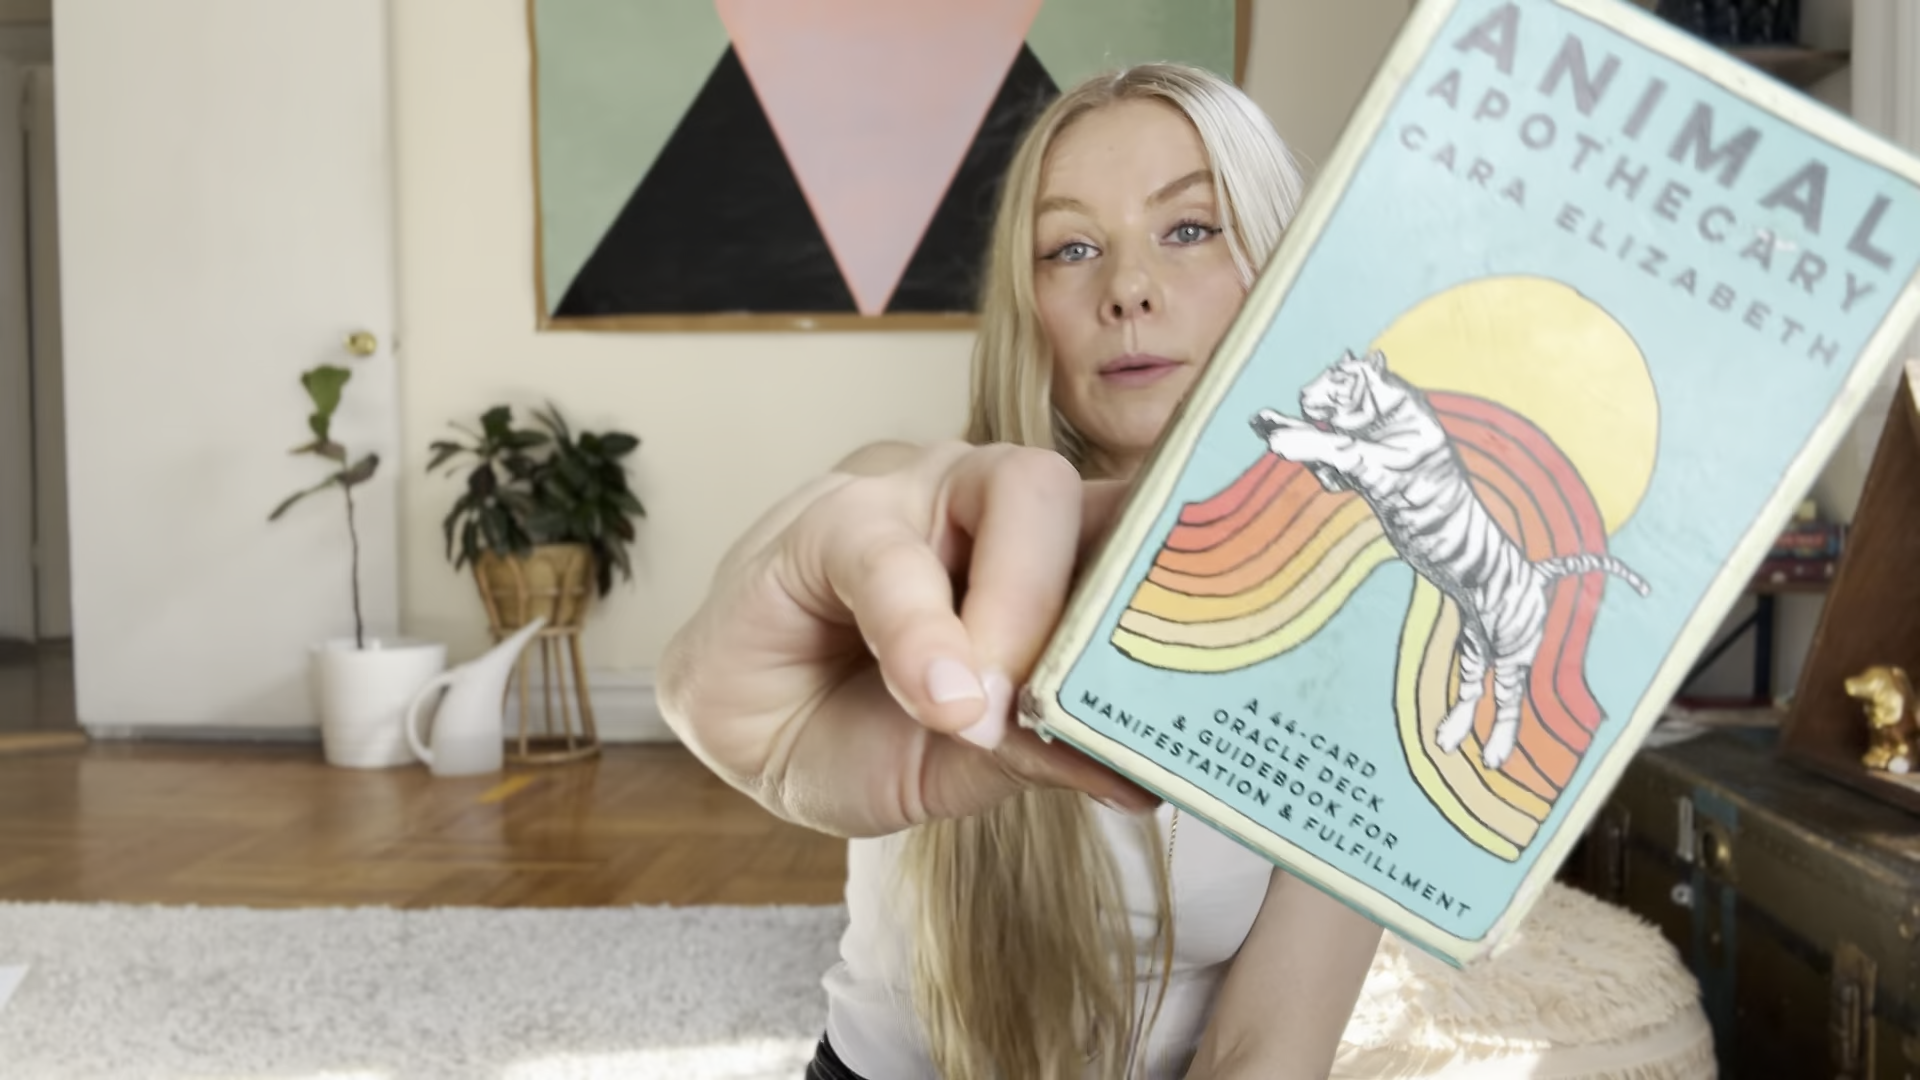 ANIMAL
APOTHECARY
CARA ELIZABETH
A 44-CARD
ORACLE DECK
& GUIDEBOOK FOR
MANIFESTATION & FULFILLMENT